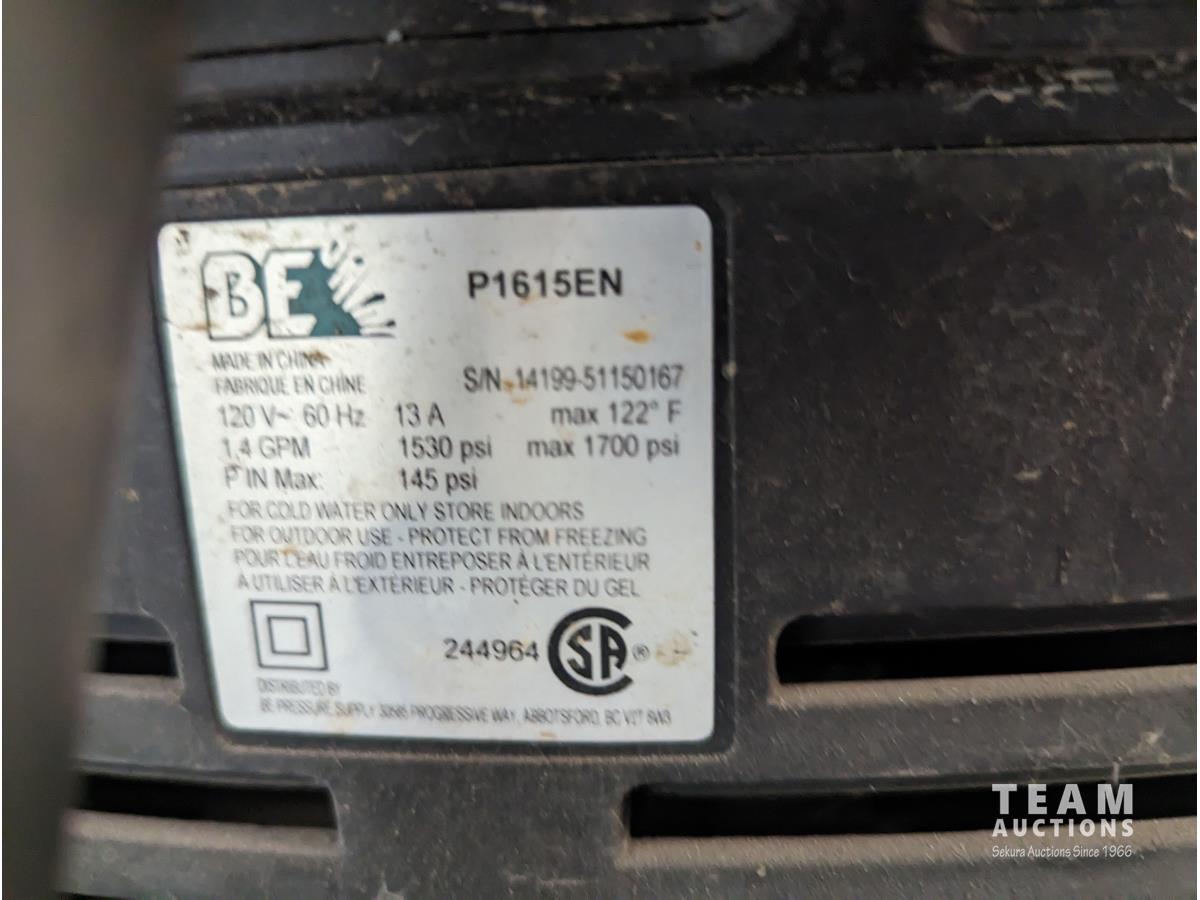 BE
P1615EN
MADE IN CHINA
FABRIQUE EN CHINE
S/N 14199-51150167
120 V~ 60 Hz 13 A max 122° F
1,4 GPM 1530 psi max 1700 psi
P IN Max: 145 psi
FOR COLD WATER ONLY STORE INDOORS
FOR OUTDOOR USE - PROTECT FROM FREEZING
POUR L'EAU FROID ENTREPOSER À L'ENTÉRIEUR
A UTILISER À L'EXTÉRIEUR - PROTÉGER DU GEL
244964 SA ®
DISTRIBUTED BY
BE PRESSURE SUPPLY PROGRESSIVE WAY, ABBOTSFORD, BC V2T 6W3
TEAM
AUCTIONS
Sekura Auctions Since 1966